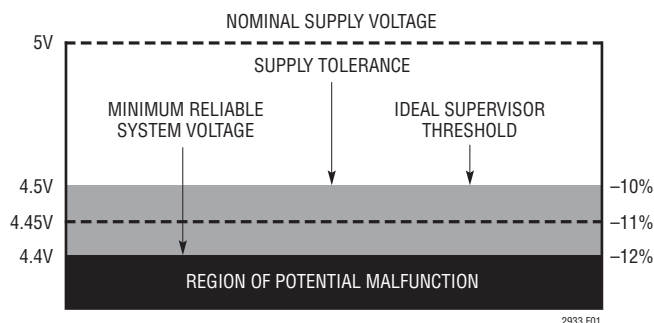 NOMINAL SUPPLY VOLTAGE
5V
SUPPLY TOLERANCE
MINIMUM RELIABLE
SYSTEM VOLTAGE
IDEAL SUPERVISOR
THRESHOLD
4.5V
–10%
4.45V
–11%
4.4V
–12%
REGION OF POTENTIAL MALFUNCTION
2933 F01